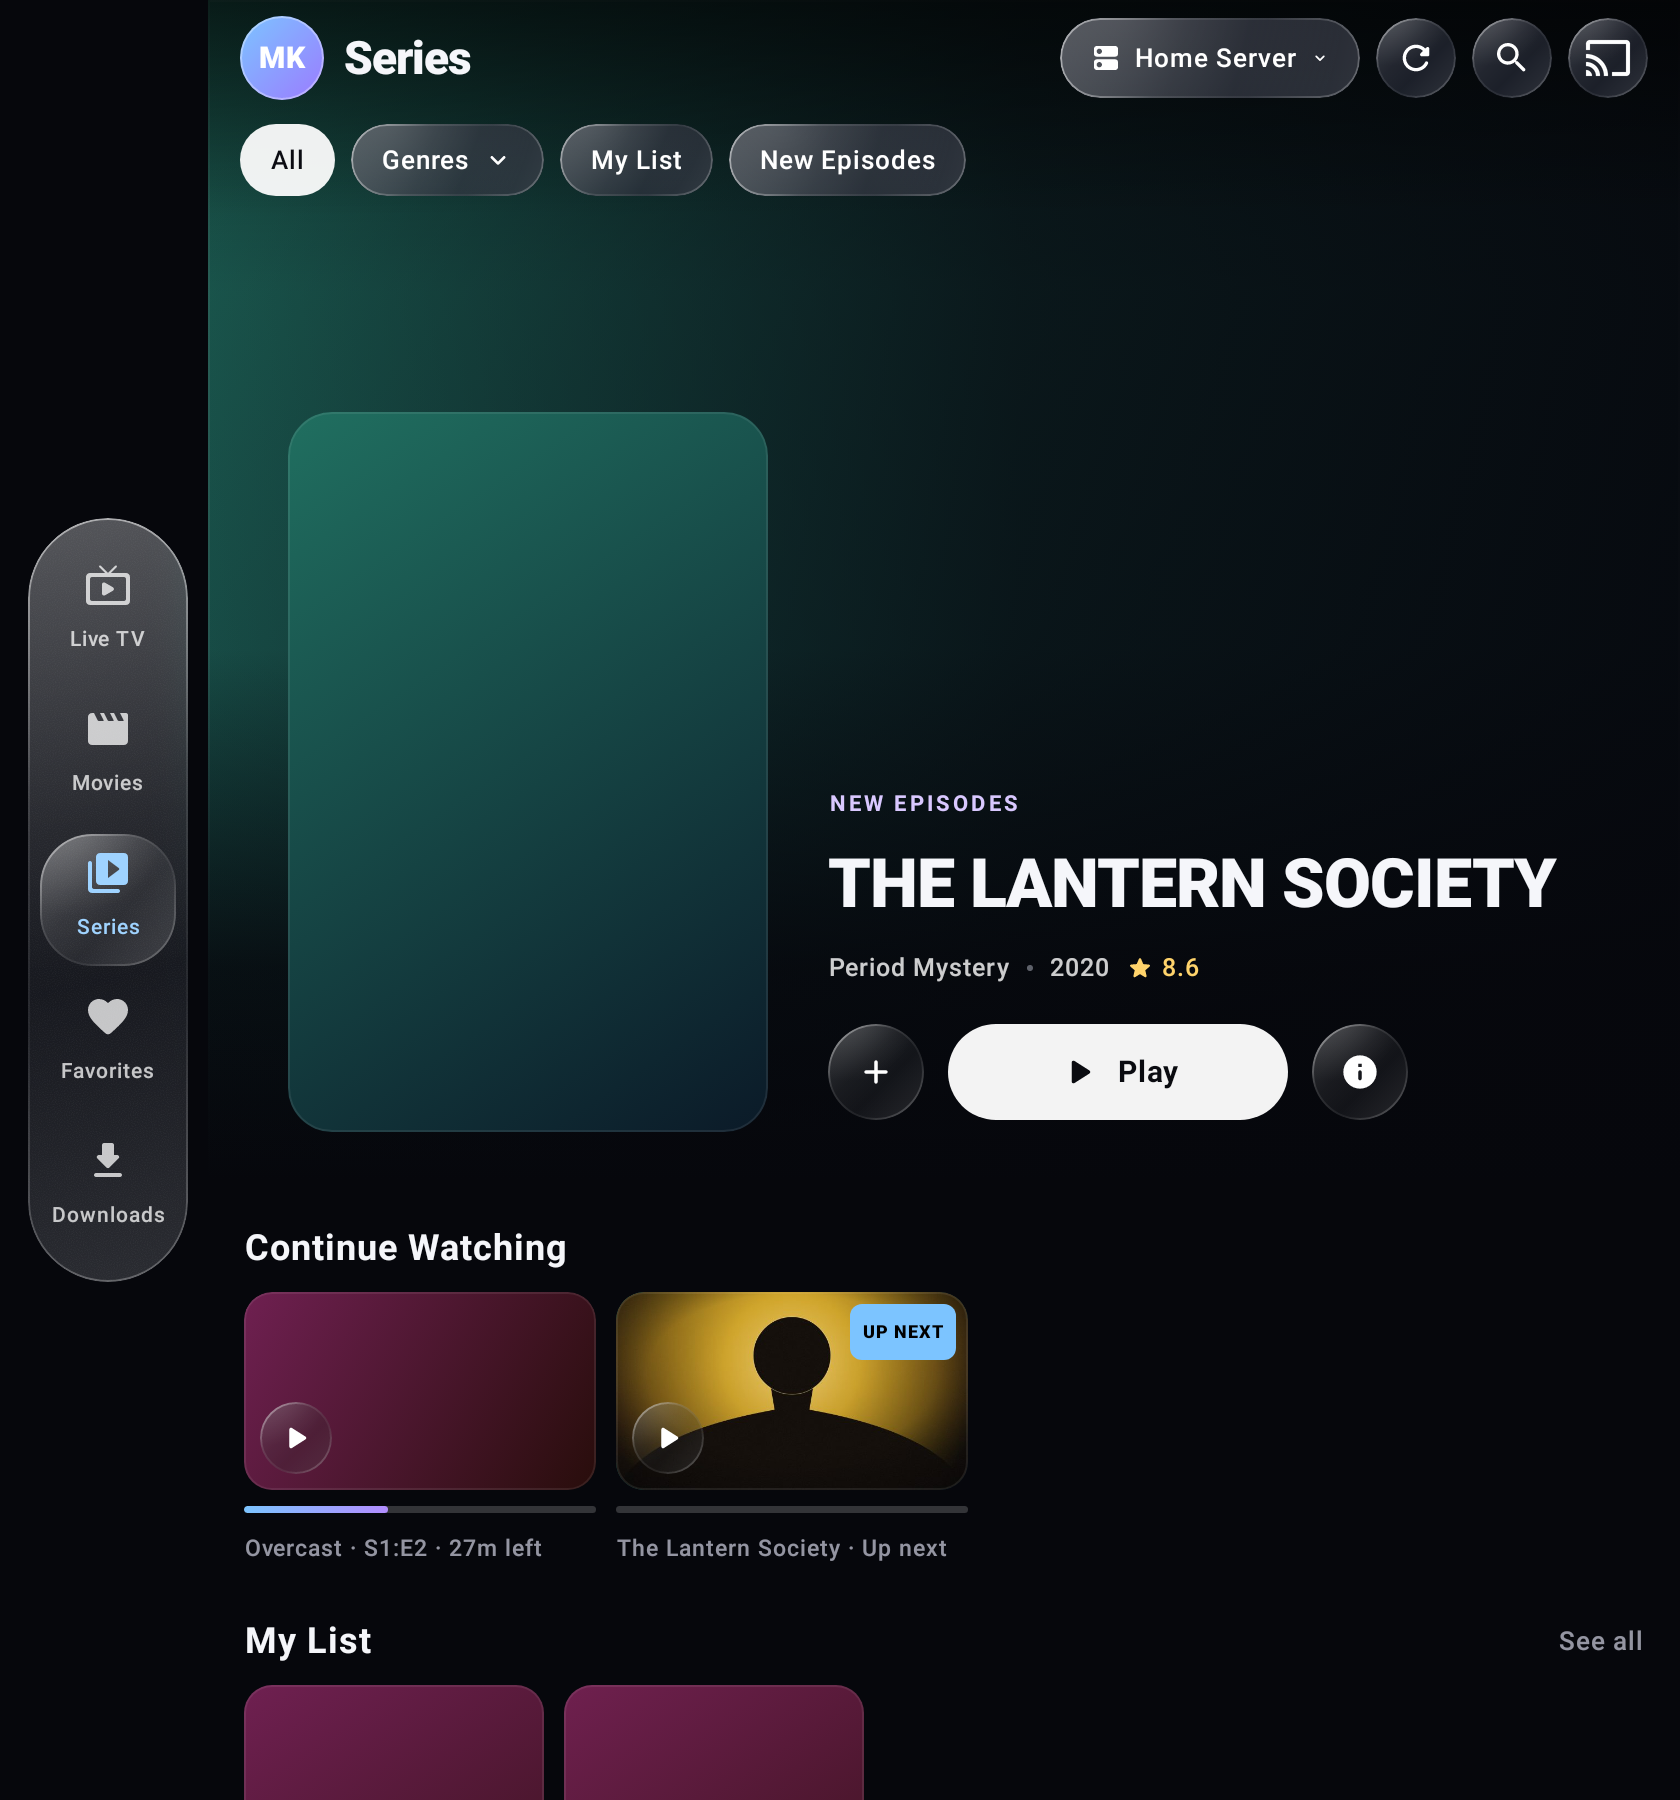 MK
Series
Home Server
All
Genres
My List
New Episodes
Live TV
Movies
Series
Favorites
Downloads
NEW EPISODES
THE LANTERN SOCIETY
Period Mystery • 2020 ★ 8.6
Play
Continue Watching
UP NEXT
Overcast · S1:E2 · 27m left
The Lantern Society · Up next
My List
See all